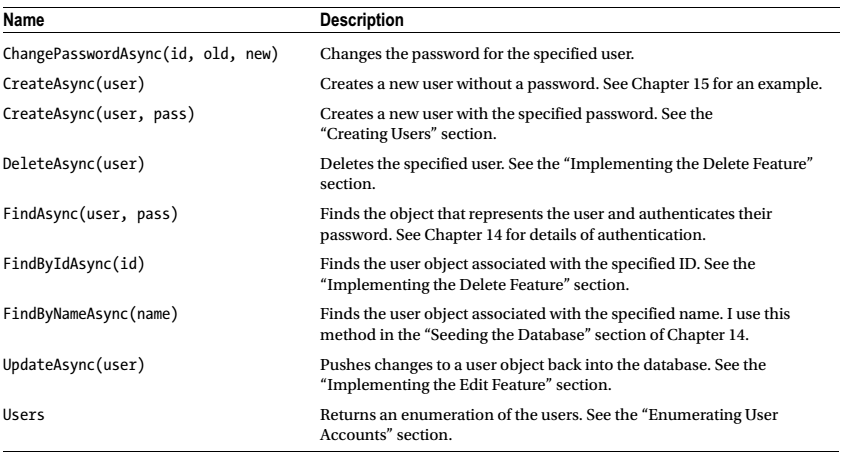 Name Description
ChangePasswordAsync(id, old, new) Changes the password for the specified user.
CreateAsync(user) Creates a new user without a password. See Chapter 15 for an example.
CreateAsync(user, pass) Creates a new user with the specified password. See the
“Creating Users” section.
DeleteAsync(user) Deletes the specified user. See the “Implementing the Delete Feature”
section.
FindAsync(user, pass) Finds the object that represents the user and authenticates their
password. See Chapter 14 for details of authentication.
FindByIdAsync(id) Finds the user object associated with the specified ID. See the
“Implementing the Delete Feature” section.
FindByNameAsync(name) Finds the user object associated with the specified name. I use this
method in the “Seeding the Database” section of Chapter 14.
UpdateAsync(user) Pushes changes to a user object back into the database. See the
“Implementing the Edit Feature” section.
Users Returns an enumeration of the users. See the “Enumerating User
Accounts” section.